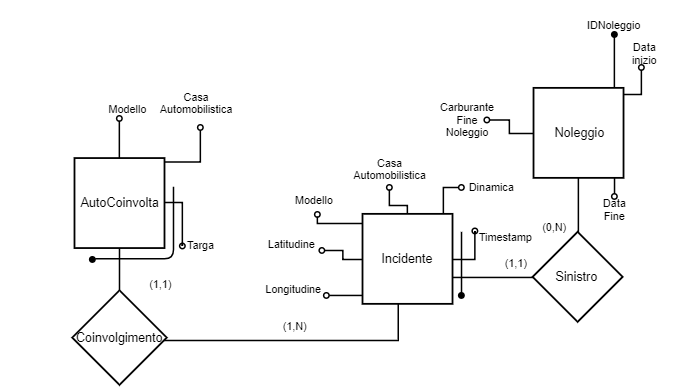 IDNoleggio
Data
inizio
Carburante
Fine
Noleggio
Noleggio
Data
Fine
Casa
Automobilistica
Modello
AutoCoinvolta
Targa
Casa
Automobilistica
Dinamica
Modello
Latitudine
Longitudine
Incidente
Timestamp
(0,N)
(1,1)
Sinistro
(1,1)
Coinvolgimento
(1,N)